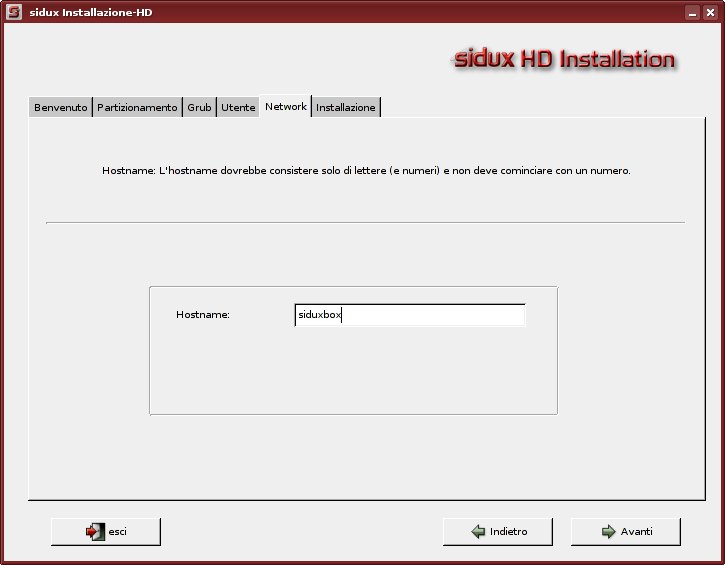 sidux Installazione-HD
sidux HD Installation
Benvenuto Partizionamento Grub Utente Network Installazione
Hostname: L'hostname dovrebbe consistere solo di lettere (e numeri) e non deve cominciare con un numero.
Hostname: siduxbox
esci Indietro Avanti